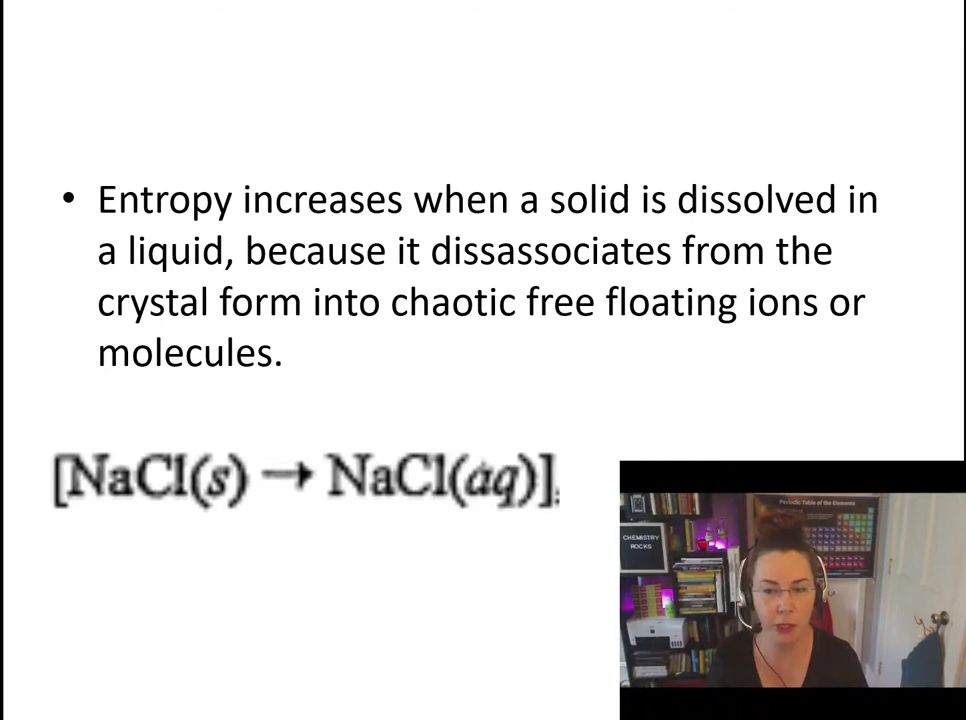 • Entropy increases when a solid is dissolved in
a liquid, because it dissassociates from the
crystal form into chaotic free floating ions or
molecules.
[NaCl(s) → NaCl(aq)].
Periodic Table of the Elements
CHEMISTRY
ROCKS